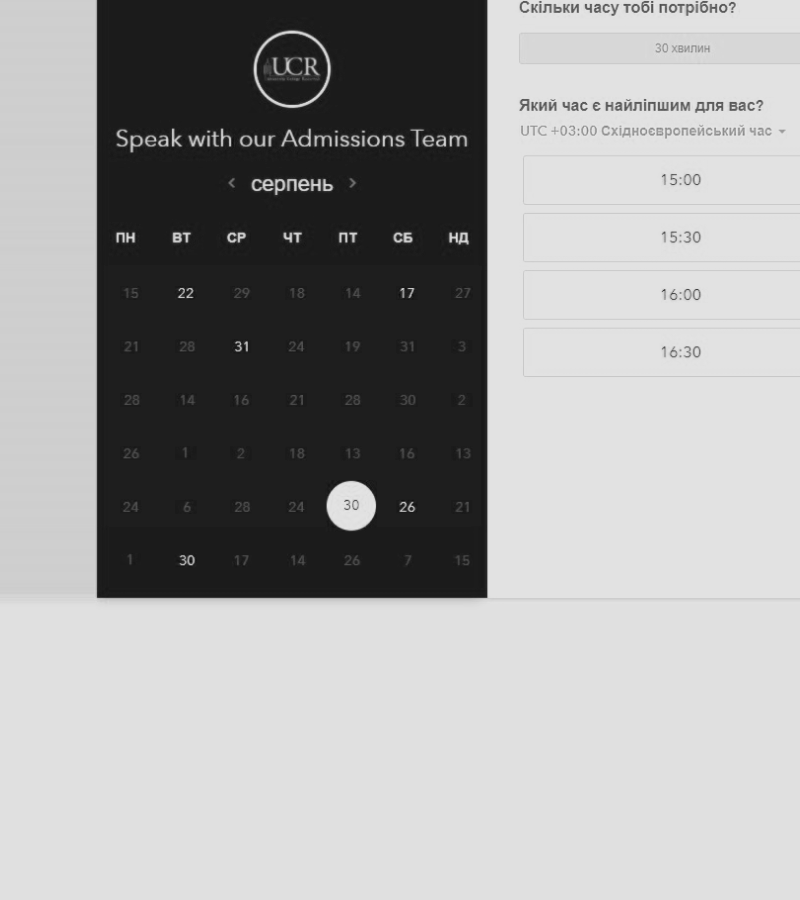 Скільки часу тобі потрібно?
30 хвилин
Який час є найліпшим для вас?
UTC +03:00 Східноєвропейський час
15:00
15:30
16:00
16:30
UCR
Speak with our Admissions Team
серпень
ПН ВТ СР ЧТ ПТ СБ НД
15 22 29 18 14 17 27
21 28 31 24 19 31 3
28 14 16 21 28 30 2
26 1 2 18 13 16 13
24 6 28 24 30 26 21
1 30 17 14 26 7 15